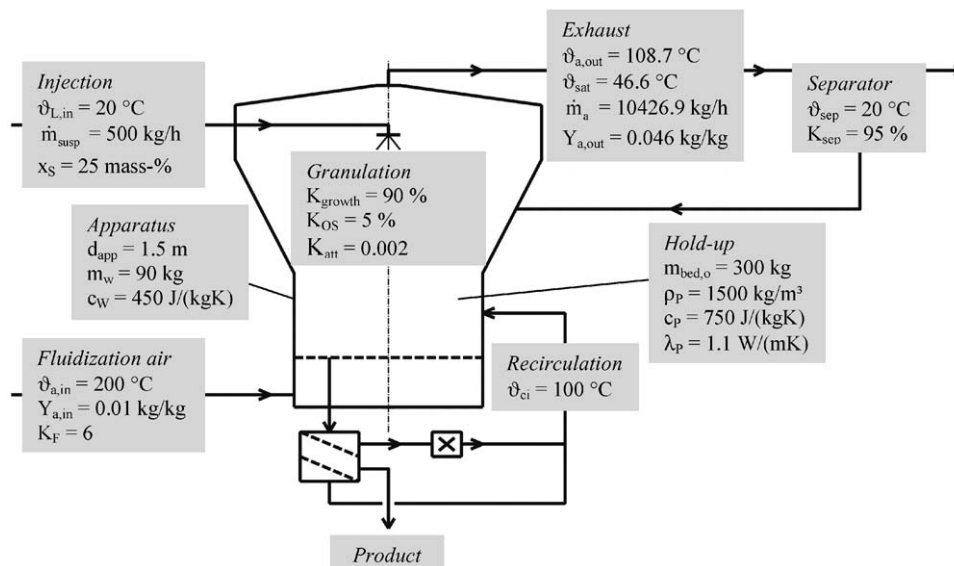 Injection
ϑL,in = 20 °C
ṁsusp = 500 kg/h
xS = 25 mass-%
Exhaust
ϑa,out = 108.7 °C
ϑsat = 46.6 °C
ṁa = 10426.9 kg/h
Ya,out = 0.046 kg/kg
Separator
ϑsep = 20 °C
Ksep = 95 %
Granulation
Kgrowth = 90 %
KOS = 5 %
Katt = 0.002
Apparatus
dapp = 1.5 m
mw = 90 kg
cW = 450 J/(kgK)
Hold-up
mbed,o = 300 kg
ρP = 1500 kg/m³
cP = 750 J/(kgK)
λP = 1.1 W/(mK)
Fluidization air
ϑa,in = 200 °C
Ya,in = 0.01 kg/kg
KF = 6
Recirculation
ϑci = 100 °C
Product